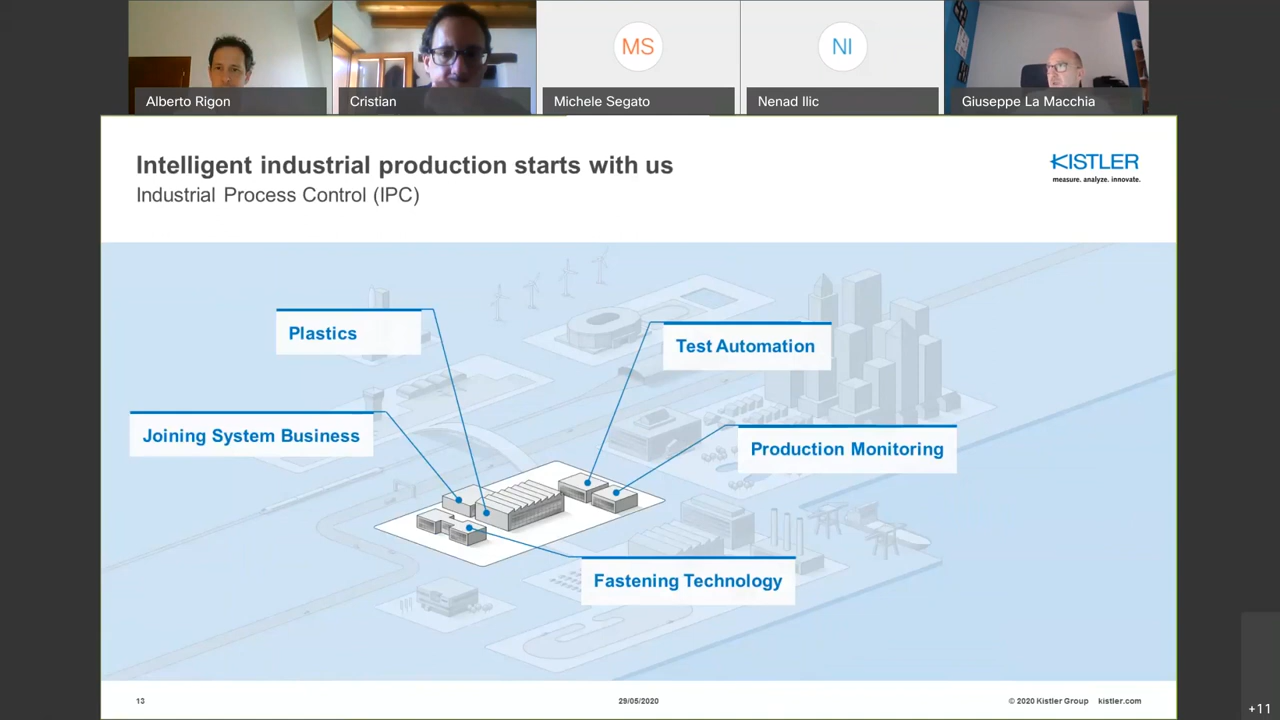 MS
NI
Alberto Rigon
Cristian
Michele Segato
Nenad Ilic
Giuseppe La Macchia
Intelligent industrial production starts with us
Industrial Process Control (IPC)
KISTLER
measure. analyze. innovate.
Plastics
Test Automation
Joining System Business
Production Monitoring
Fastening Technology
13
29/05/2020
© 2020 Kistler Group kistler.com
+11